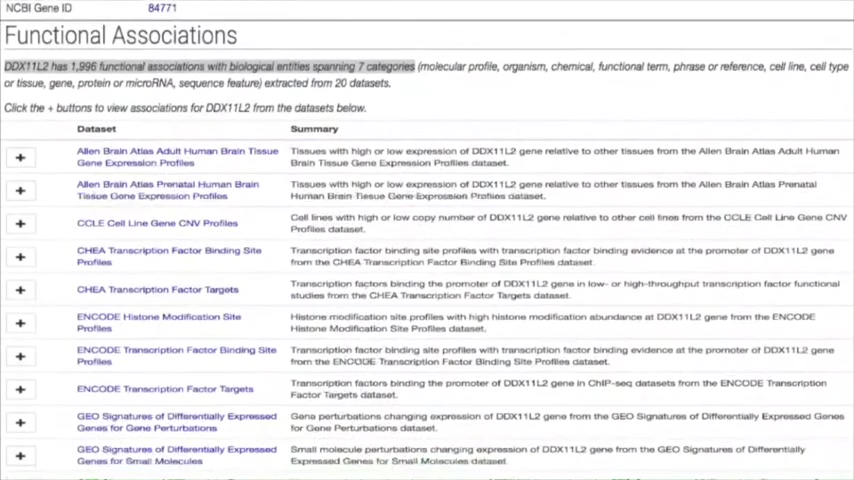 NCBI Gene ID 84771
Functional Associations
DDX11L2 has 1,996 functional associations with biological entities spanning 7 categories (molecular profile, organism, chemical, functional term, phrase or reference, cell line, cell type
or tissue, gene, protein or microRNA, sequence feature) extracted from 20 datasets.
Click the + buttons to view associations for DDX11L2 from the datasets below.
Dataset Summary
+ Allen Brain Atlas Adult Human Brain Tissue Gene Expression Profiles
Tissues with high or low expression of DDX11L2 gene relative to other tissues from the Allen Brain Atlas Adult Human
Brain Tissue Gene Expression Profiles dataset.
+ Allen Brain Atlas Prenatal Human Brain
Tissue Gene Expression Profiles
Tissues with high or low expression of DDX11L2 gene relative to other tissues from the Allen Brain Atlas Prenatal
Human Brain Tissue Gene Expression Profiles dataset.
+ CCLE Cell Line Gene CNV Profiles
Cell lines with high or low copy number of DDX11L2 gene relative to other cell lines from the CCLE Cell Line Gene CNV
Profiles dataset.
+ CHEA Transcription Factor Binding Site
Profiles
Transcription factor binding site profiles with transcription factor binding evidence at the promoter of DDX11L2 gene
from the CHEA Transcription Factor Binding Site Profiles dataset.
+ CHEA Transcription Factor Targets
Transcription factors binding the promoter of DDX11L2 gene in low- or high-throughput transcription factor functional
studies from the CHEA Transcription Factor Targets dataset.
+ ENCODE Histone Modification Site
Profiles
Histone modification site profiles with high histone modification abundance at DDX11L2 gene from the ENCODE
Histone Modification Site Profiles dataset.
+ ENCODE Transcription Factor Binding Site
Profiles
Transcription factor binding site profiles with transcription factor binding evidence at the promoter of DDX11L2 gene
from the ENCODE Transcription Factor Binding Site Profiles dataset.
+ ENCODE Transcription Factor Targets
Transcription factors binding the promoter of DDX11L2 gene in ChIP-seq datasets from the ENCODE Transcription
Factor Targets dataset.
+ GEO Signatures of Differentially Expressed
Genes for Gene Perturbations
Gene perturbations changing expression of DDX11L2 gene from the GEO Signatures of Differentially Expressed Genes
for Gene Perturbations dataset.
+ GEO Signatures of Differentially Expressed
Genes for Small Molecules
Small molecule perturbations changing expression of DDX11L2 gene from the GEO Signatures of Differentially
Expressed Genes for Small Molecules dataset.